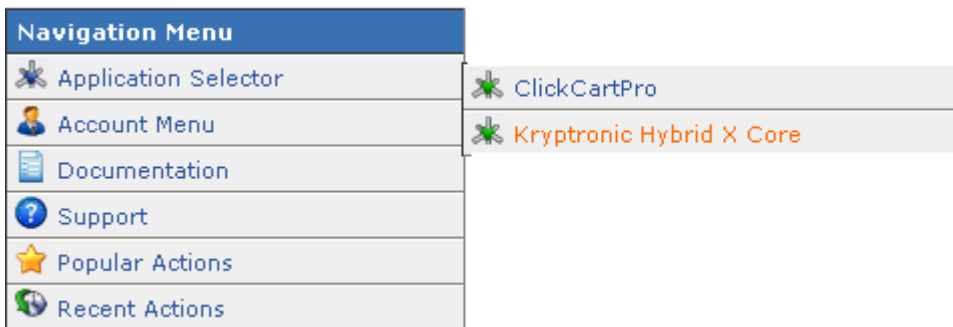 Navigation Menu
Application Selector
ClickCartPro
Account Menu
Kryptronic Hybrid X Core
Documentation
Support
Popular Actions
Recent Actions